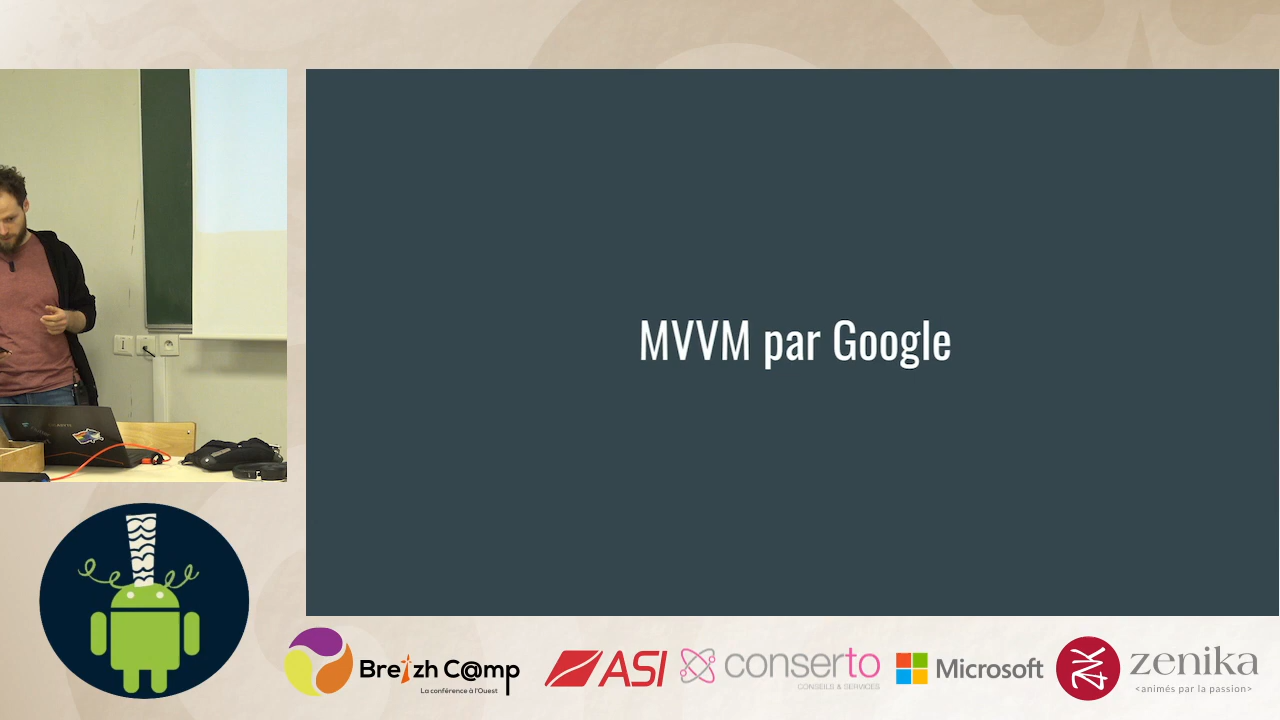 MVVM par Google
Breizh C@mp
La conférence à l'Ouest
ASI
conserto
CONSEILS & SERVICES
Microsoft
zenika
<animés par la passion>